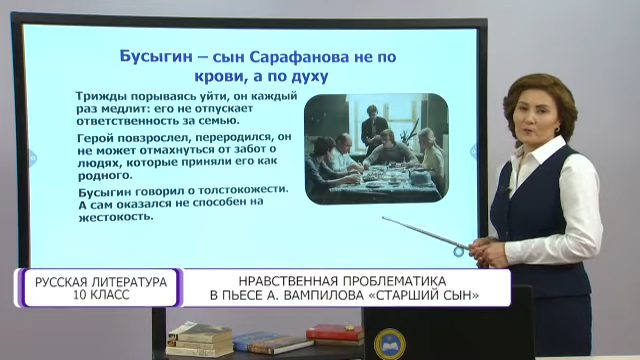 Бусыгин – сын Сарафанова не по
крови, а по духу
Трижды порываясь уйти, он каждый
раз медлит: его не отпускает
ответственность за семью.
Герой повзрослел, переродился, он
не может отмахнуться от забот о
людях, которые приняли его как
родного.
Бусыгин говорил о толстокожести.
А сам оказался не способен на
жестокость.
РУССКАЯ ЛИТЕРАТУРА
10 КЛАСС
НРАВСТВЕННАЯ ПРОБЛЕМАТИКА
В ПЬЕСЕ А. ВАМПИЛОВА «СТАРШИЙ СЫН»